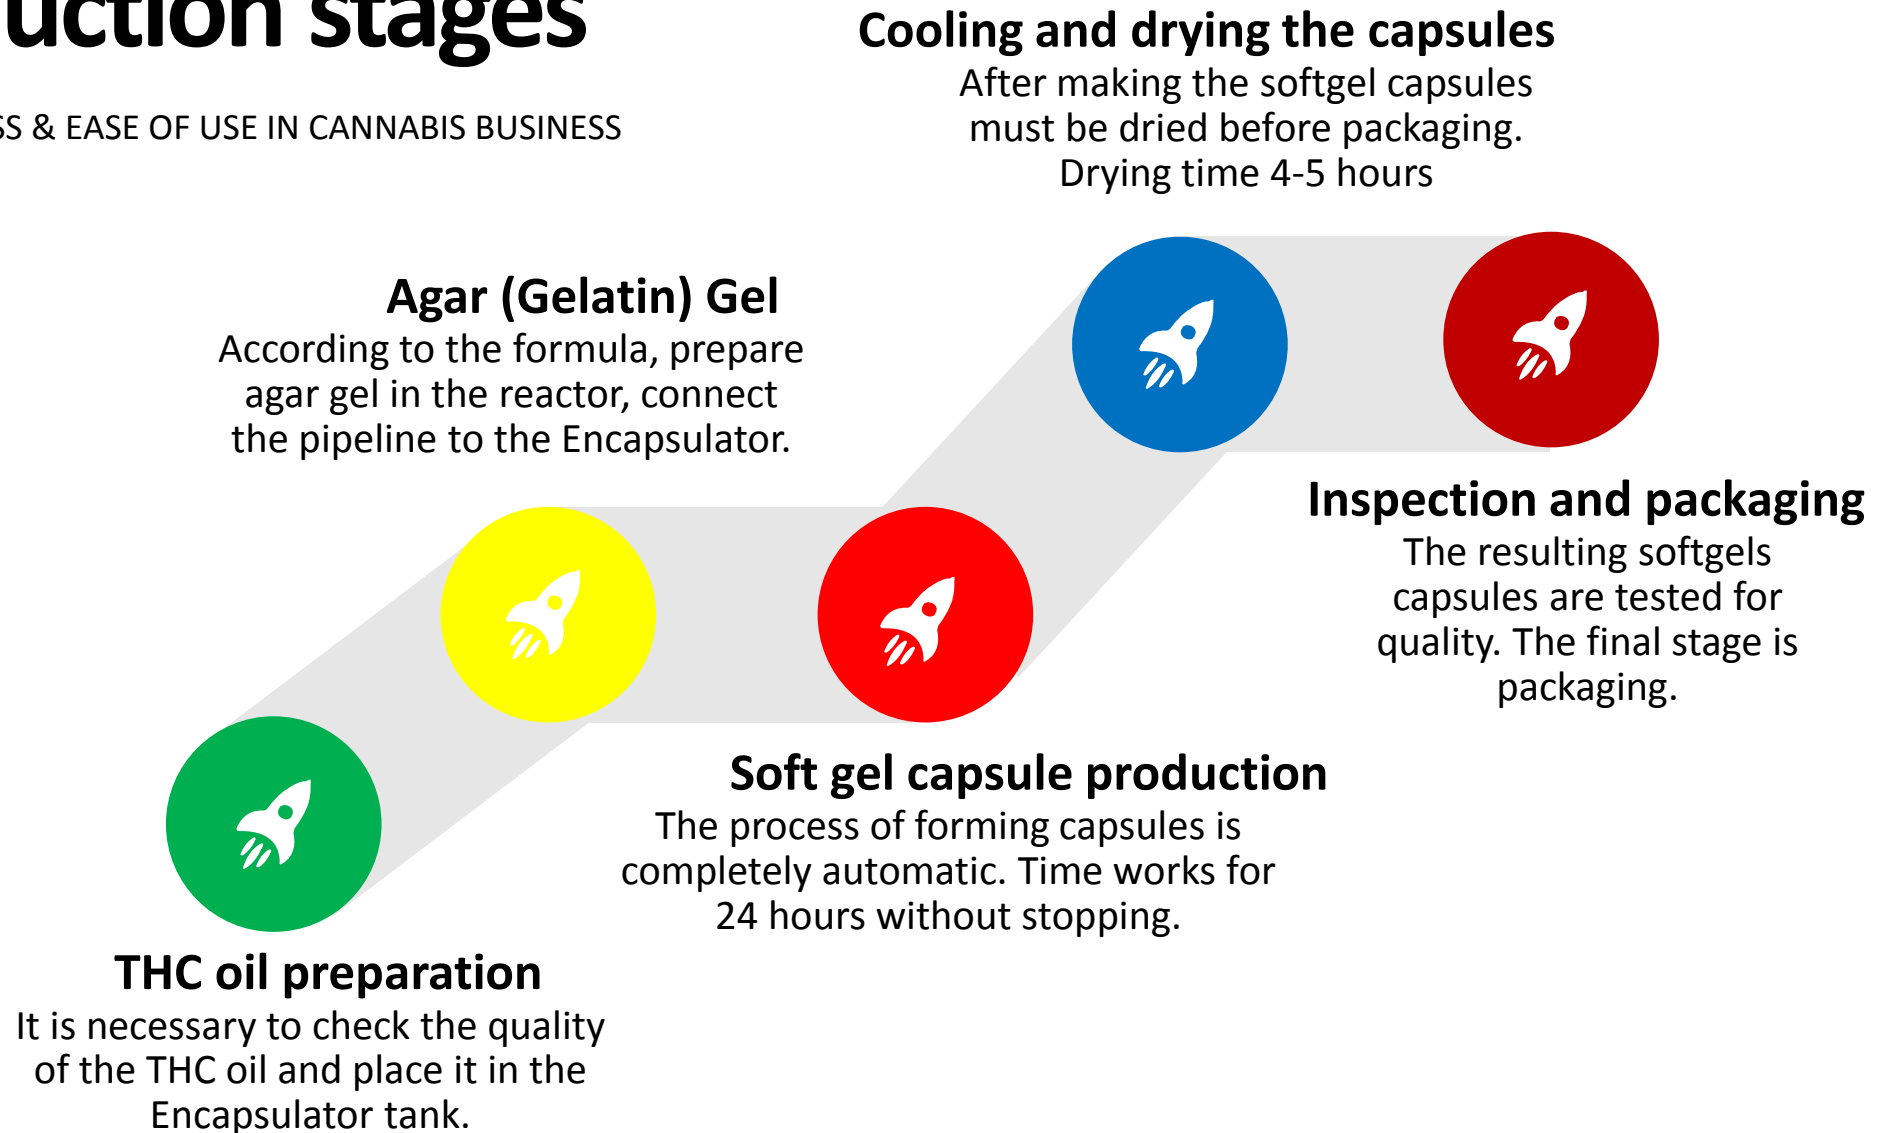 uction stages
SS & EASE OF USE IN CANNABIS BUSINESS
Cooling and drying the capsules
After making the softgel capsules
must be dried before packaging.
Drying time 4-5 hours
Agar (Gelatin) Gel
According to the formula, prepare
agar gel in the reactor, connect
the pipeline to the Encapsulator.
Inspection and packaging
The resulting softgels
capsules are tested for
quality. The final stage is
packaging.
Soft gel capsule production
The process of forming capsules is
completely automatic. Time works for
24 hours without stopping.
THC oil preparation
It is necessary to check the quality
of the THC oil and place it in the
Encapsulator tank.